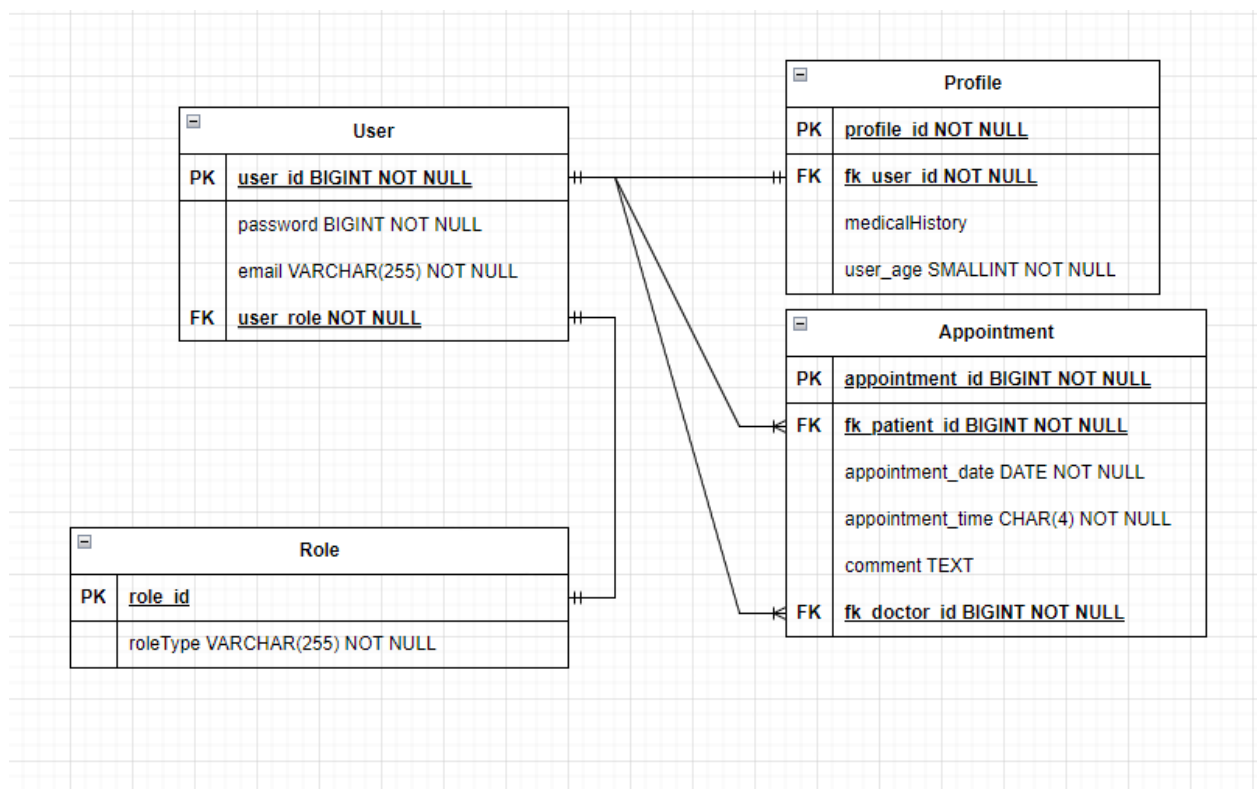 User
PK user_id BIGINT NOT NULL
password BIGINT NOT NULL
email VARCHAR(255) NOT NULL
FK user_role NOT NULL
Profile
PK profile_id NOT NULL
FK fk_user_id NOT NULL
medicalHistory
user_age SMALLINT NOT NULL
Appointment
PK appointment_id BIGINT NOT NULL
FK fk_patient_id BIGINT NOT NULL
appointment_date DATE NOT NULL
appointment_time CHAR(4) NOT NULL
comment TEXT
FK fk_doctor_id BIGINT NOT NULL
Role
PK role_id
roleType VARCHAR(255) NOT NULL